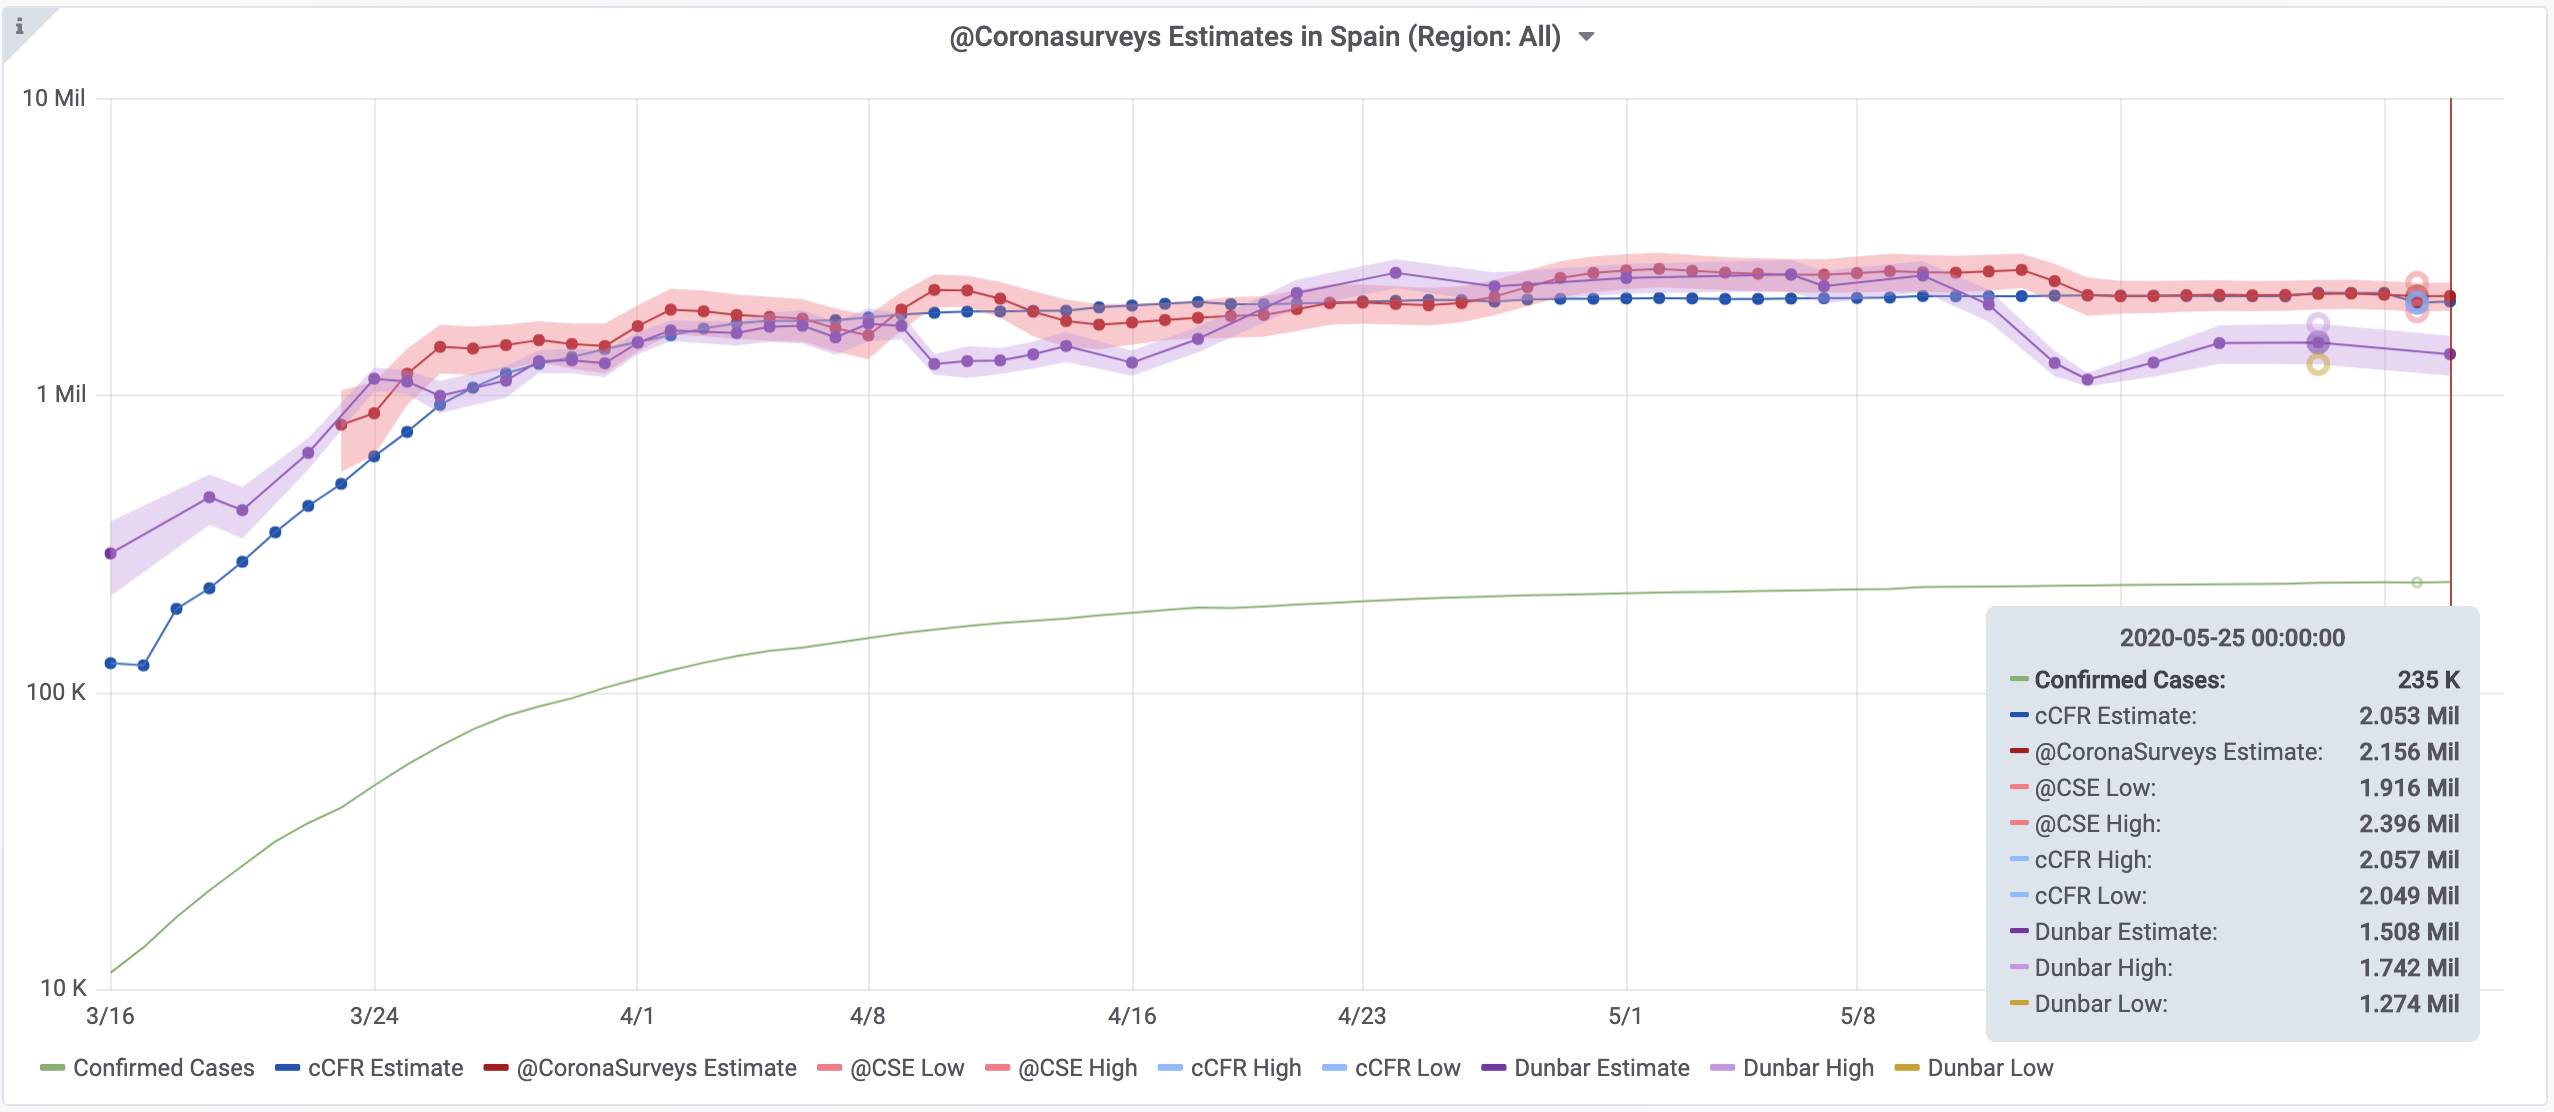 i
@Coronasurveys Estimates in Spain (Region: All)
10 Mil
1 Mil
100 K
10 K
3/16 3/24 4/1 4/8 4/16 4/23 5/1 5/8
2020-05-25 00:00:00
Confirmed Cases: 235 K
cCFR Estimate: 2.053 Mil
@CoronaSurveys Estimate: 2.156 Mil
@CSE Low: 1.916 Mil
@CSE High: 2.396 Mil
cCFR High: 2.057 Mil
cCFR Low: 2.049 Mil
Dunbar Estimate: 1.508 Mil
Dunbar High: 1.742 Mil
Dunbar Low: 1.274 Mil
Confirmed Cases cCFR Estimate @CoronaSurveys Estimate @CSE Low @CSE High cCFR High cCFR Low Dunbar Estimate Dunbar High Dunbar Low